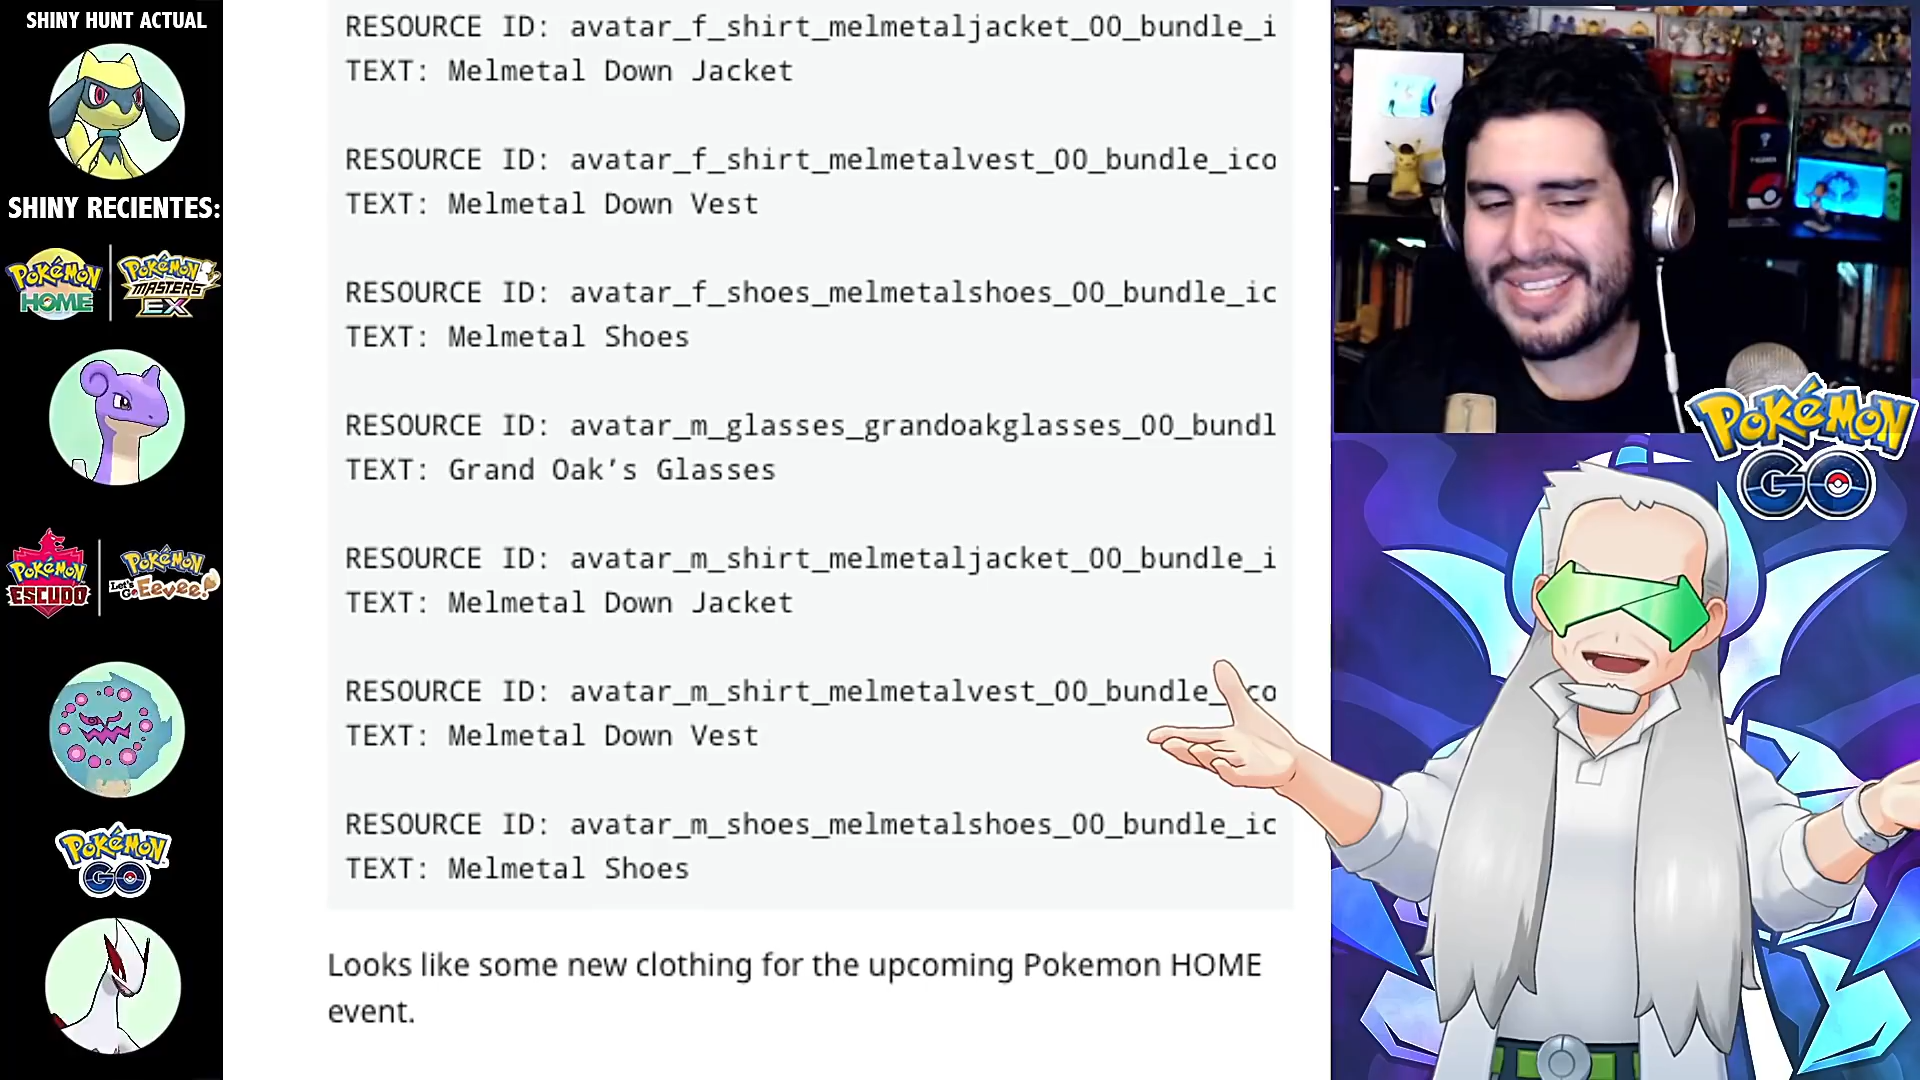 SHINY HUNT ACTUAL
SHINY RECIENTES:
POKéMON
HOME
POKéMON
MASTERS
EX
POKéMON
ESCUDO
POKéMON
Let's Go Eevee!
POKéMON
GO
RESOURCE ID: avatar_f_shirt_melmetaljacket_00_bundle_i
TEXT: Melmetal Down Jacket
RESOURCE ID: avatar_f_shirt_melmetalvest_00_bundle_ico
TEXT: Melmetal Down Vest
RESOURCE ID: avatar_f_shoes_melmetalshoes_00_bundle_ic
TEXT: Melmetal Shoes
RESOURCE ID: avatar_m_glasses_grandoakglasses_00_bundl
TEXT: Grand Oak’s Glasses
RESOURCE ID: avatar_m_shirt_melmetaljacket_00_bundle_i
TEXT: Melmetal Down Jacket
RESOURCE ID: avatar_m_shirt_melmetalvest_00_bundle_co
TEXT: Melmetal Down Vest
RESOURCE ID: avatar_m_shoes_melmetalshoes_00_bundle_ic
TEXT: Melmetal Shoes
Looks like some new clothing for the upcoming Pokemon HOME
event.
POKéMON
GO